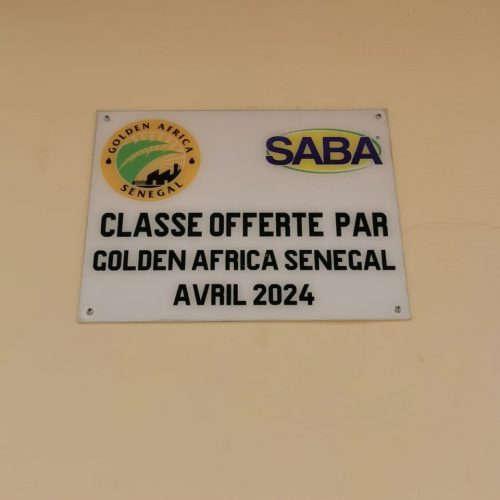 GOLDEN AFRICA
SENEGAL
SABA
CLASSE OFFERTE PAR
GOLDEN AFRICA SENEGAL
AVRIL 2024